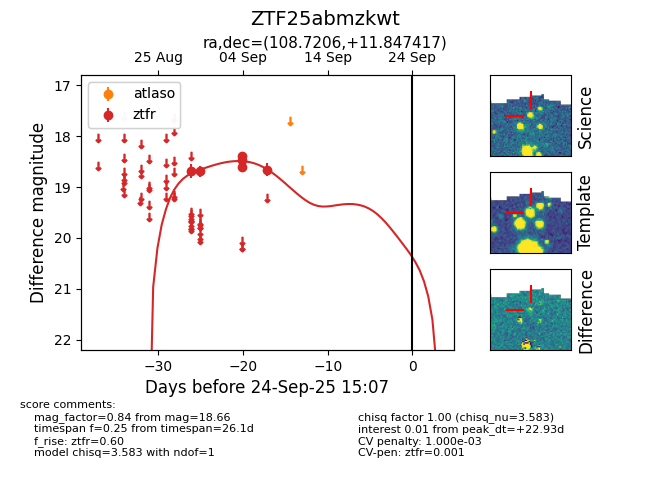 ZTF25abmzkwt
ra,dec=(108.7206,+11.847417)
25 Aug 04 Sep 14 Sep 24 Sep
atlaso
ztfr
17
18
19
20
21
22
Difference magnitude
−30 −20 −10 0
Days before 24-Sep-25 15:07
Science
Template
Difference
score comments:
mag_factor=0.84 from mag=18.66
timespan f=0.25 from timespan=26.1d
f_rise: ztfr=0.60
model chisq=3.583 with ndof=1
chisq factor 1.00 (chisq_nu=3.583)
interest 0.01 from peak_dt=+22.93d
CV penalty: 1.000e-03
CV-pen: ztfr=0.001